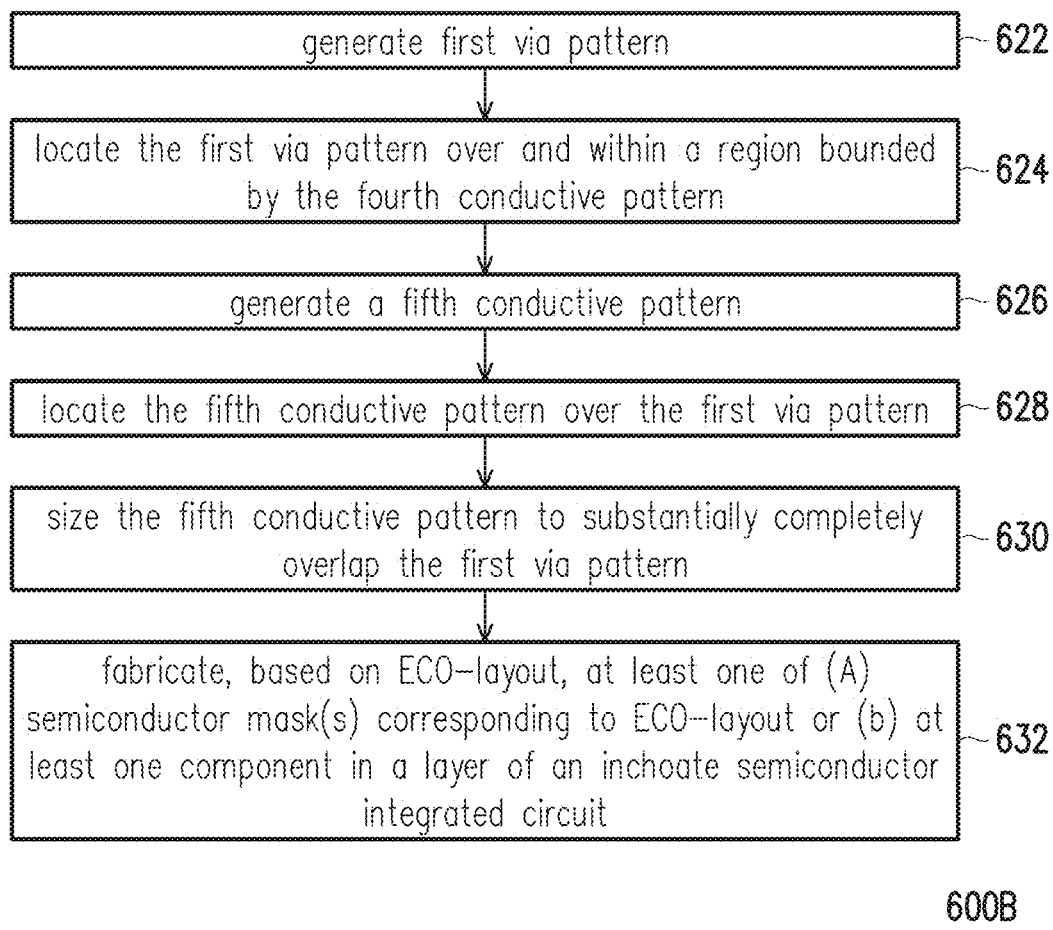 generate first via pattern
622
locate the first via pattern over and within a region bounded
by the fourth conductive pattern
624
generate a fifth conductive pattern
626
locate the fifth conductive pattern over the first via pattern
628
size the fifth conductive pattern to substantially completely
overlap the first via pattern
630
fabricate, based on ECO-layout, at least one of (A)
semiconductor mask(s) corresponding to ECO-layout or (b) at
least one component in a layer of an inchoate semiconductor
integrated circuit
632
600B